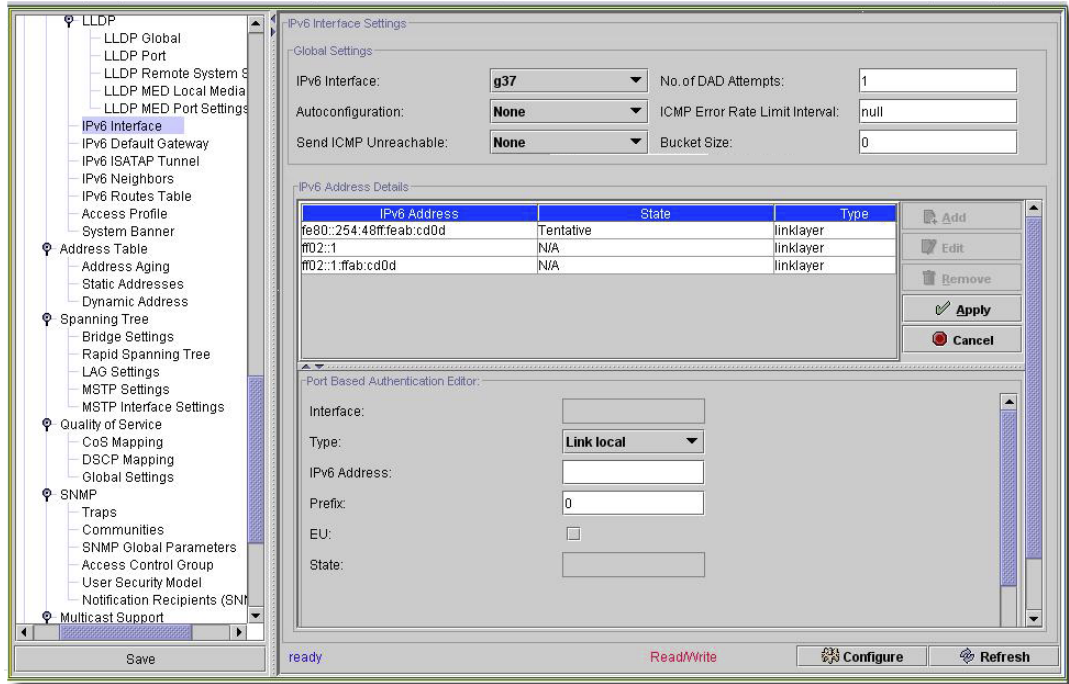 LLDP
LLDP Global
LLDP Port
LLDP Remote System S
LLDP MED Local Media
LLDP MED Port Settings
IPv6 Interface
IPv6 Default Gateway
IPv6 ISATAP Tunnel
IPv6 Neighbors
IPv6 Routes Table
Access Profile
System Banner
Address Table
Address Aging
Static Addresses
Dynamic Address
Spanning Tree
Bridge Settings
Rapid Spanning Tree
LAG Settings
MSTP Settings
MSTP Interface Settings
Quality of Service
CoS Mapping
DSCP Mapping
Global Settings
SNMP
Traps
Communities
SNMP Global Parameters
Access Control Group
User Security Model
Notification Recipients (SNM
Multicast Support
Save
IPv6 Interface Settings
Global Settings
IPv6 Interface: g37 No. of DAD Attempts: 1
Autoconfiguration: None ICMP Error Rate Limit Interval: null
Send ICMP Unreachable: None Bucket Size: 0
IPv6 Address Details
IPv6 Address State Type
fe80::254:48ff:feab:cd0d Tentative linklayer
ff02::1 N/A linklayer
ff02::1:ffab:cd0d N/A linklayer
Add
Edit
Remove
Apply
Cancel
Port Based Authentication Editor:
Interface:
Type: Link local
IPv6 Address:
Prefix: 0
EU:
State:
ready Read/Write Configure Refresh